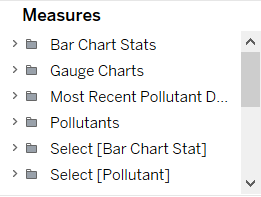 Measures
Bar Chart Stats
Gauge Charts
Most Recent Pollutant D...
Pollutants
Select [Bar Chart Stat]
Select [Pollutant]